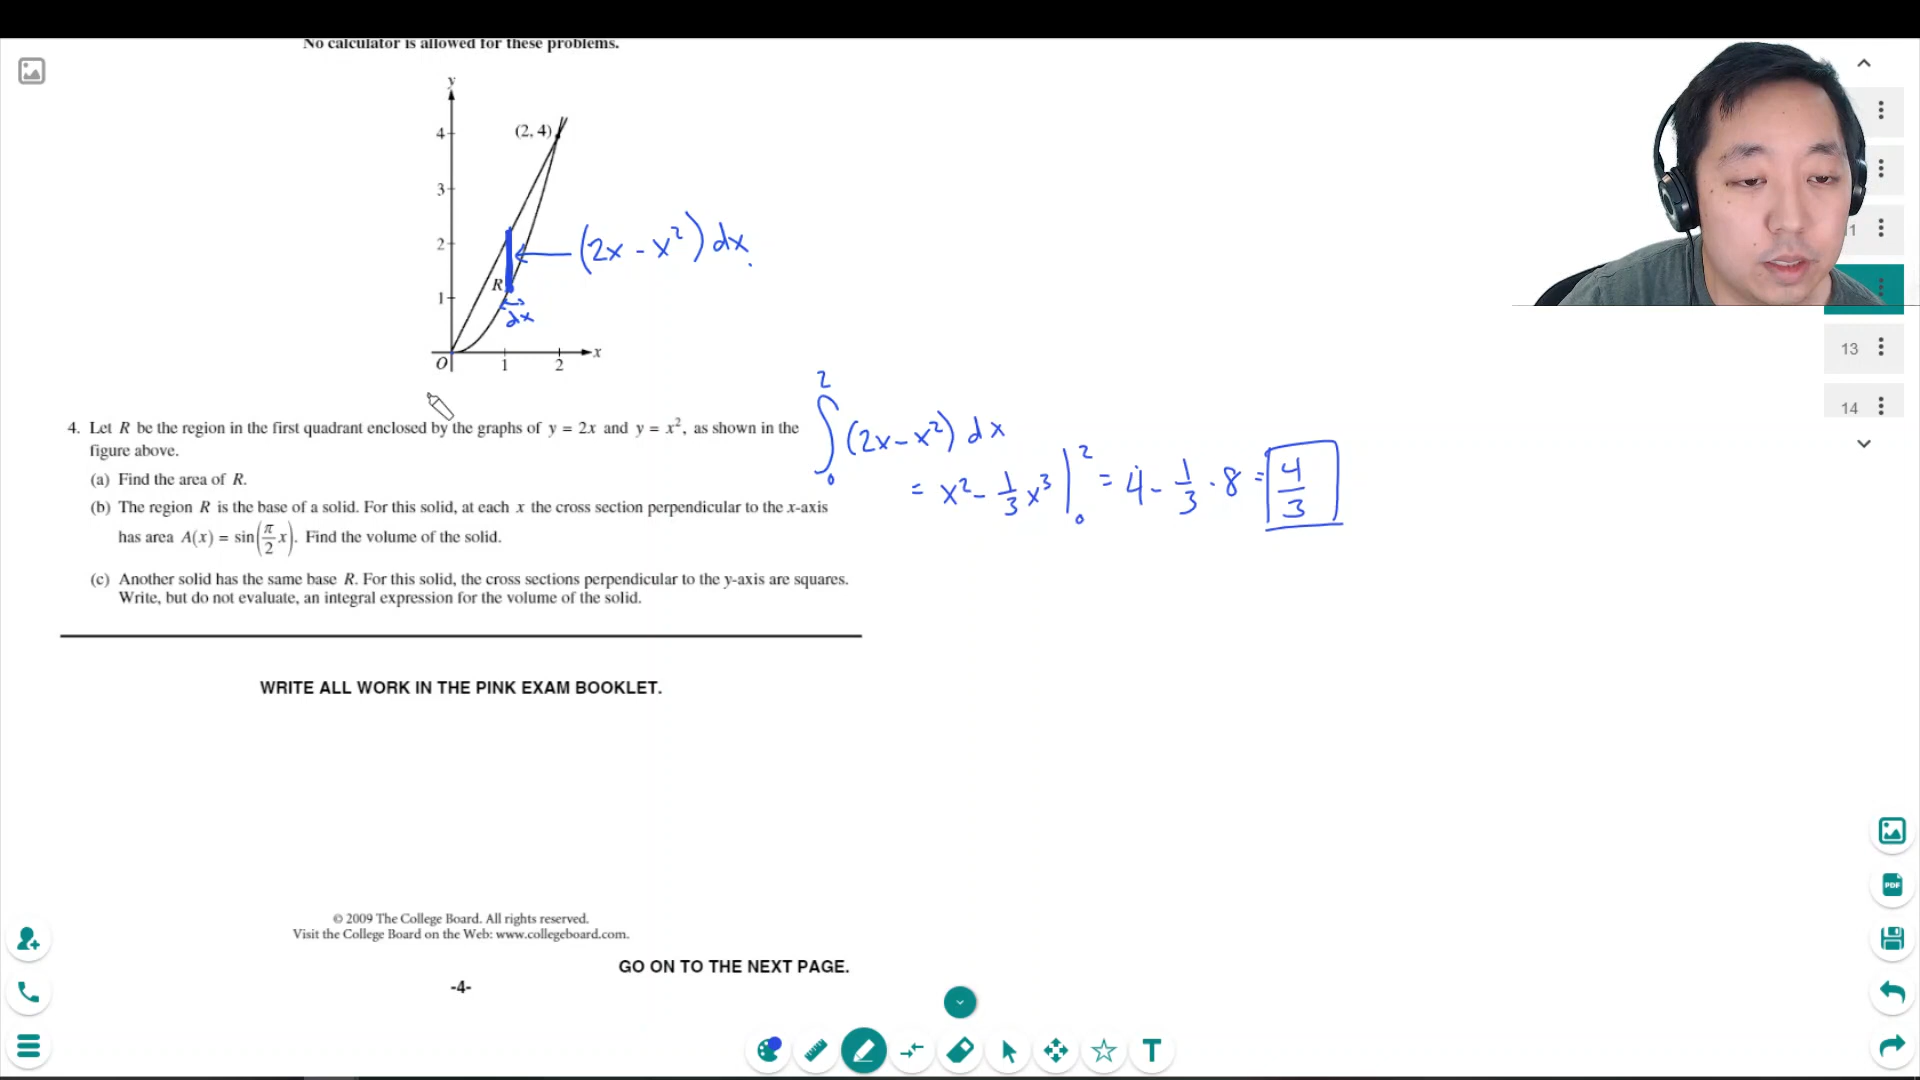 No calculator is allowed for these problems.
y
4
(2, 4)
3
2
(2x - x²) dx
R
1
dx
O
1
2
x
4. Let R be the region in the first quadrant enclosed by the graphs of y = 2x and y = x², as shown in the
figure above.
(a) Find the area of R.
(b) The region R is the base of a solid. For this solid, at each x the cross section perpendicular to the x-axis
has area A(x) = sin(π/2 x). Find the volume of the solid.
(c) Another solid has the same base R. For this solid, the cross sections perpendicular to the y-axis are squares.
Write, but do not evaluate, an integral expression for the volume of the solid.
∫₀² (2x - x²) dx
= x² - 1/3 x³ |₀² = 4 - 1/3 · 8 = 4/3
WRITE ALL WORK IN THE PINK EXAM BOOKLET.
© 2009 The College Board. All rights reserved.
Visit the College Board on the Web: www.collegeboard.com.
GO ON TO THE NEXT PAGE.
-4-
1
13
14
PDF
T